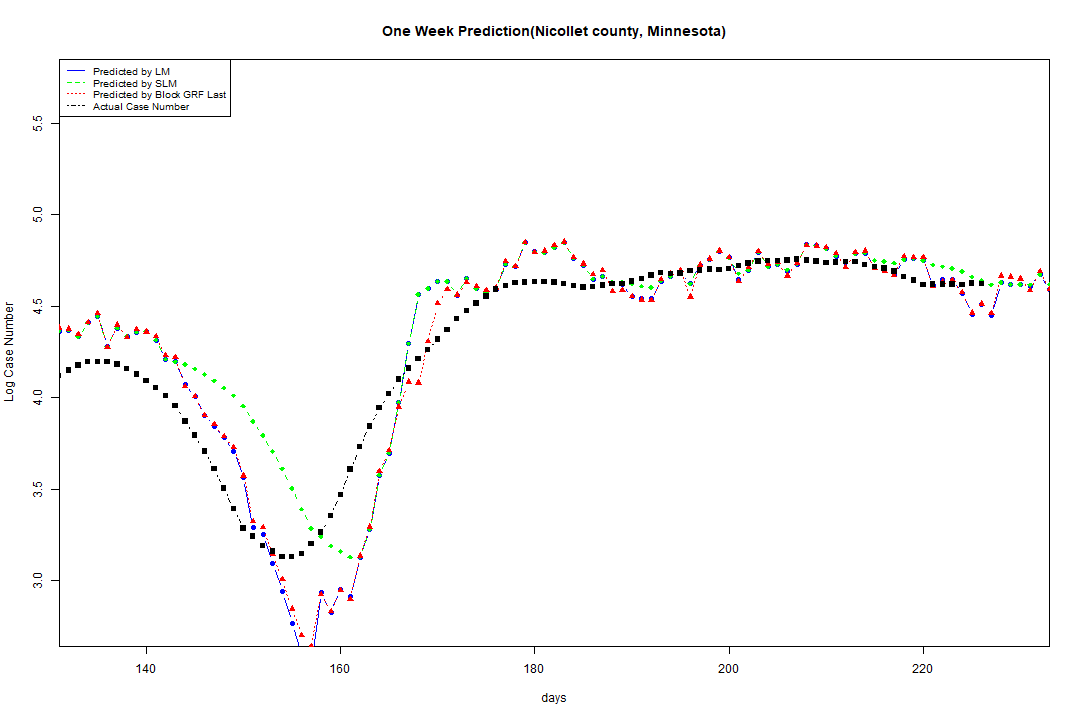 One Week Prediction(Nicollet county, Minnesota)
Predicted by LM
Predicted by SLM
Predicted by Block GRF Last
Actual Case Number
5.5
5.0
4.5
4.0
3.5
3.0
Log Case Number
140 160 180 200 220
days